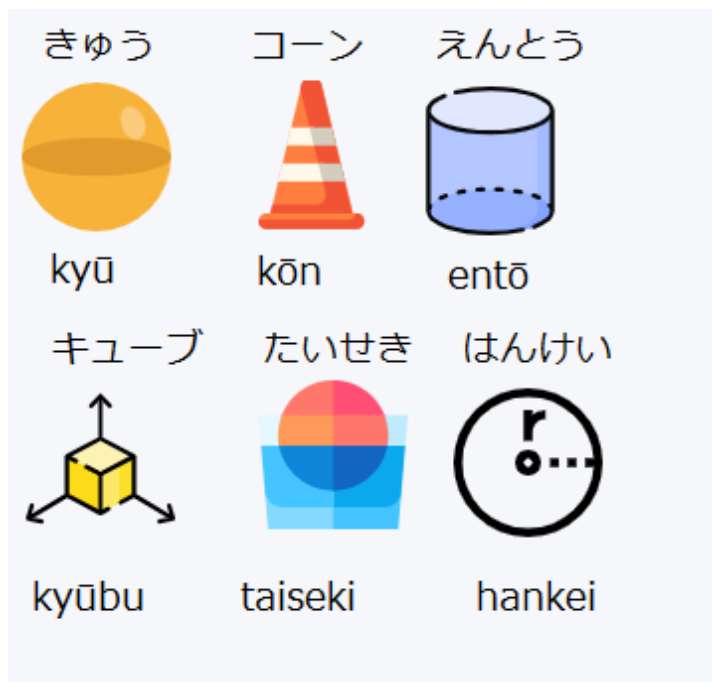 きゅう コーン えんとう
kyū kōn entō
キューブ たいせき はんけい
r
kyūbu taiseki hankei